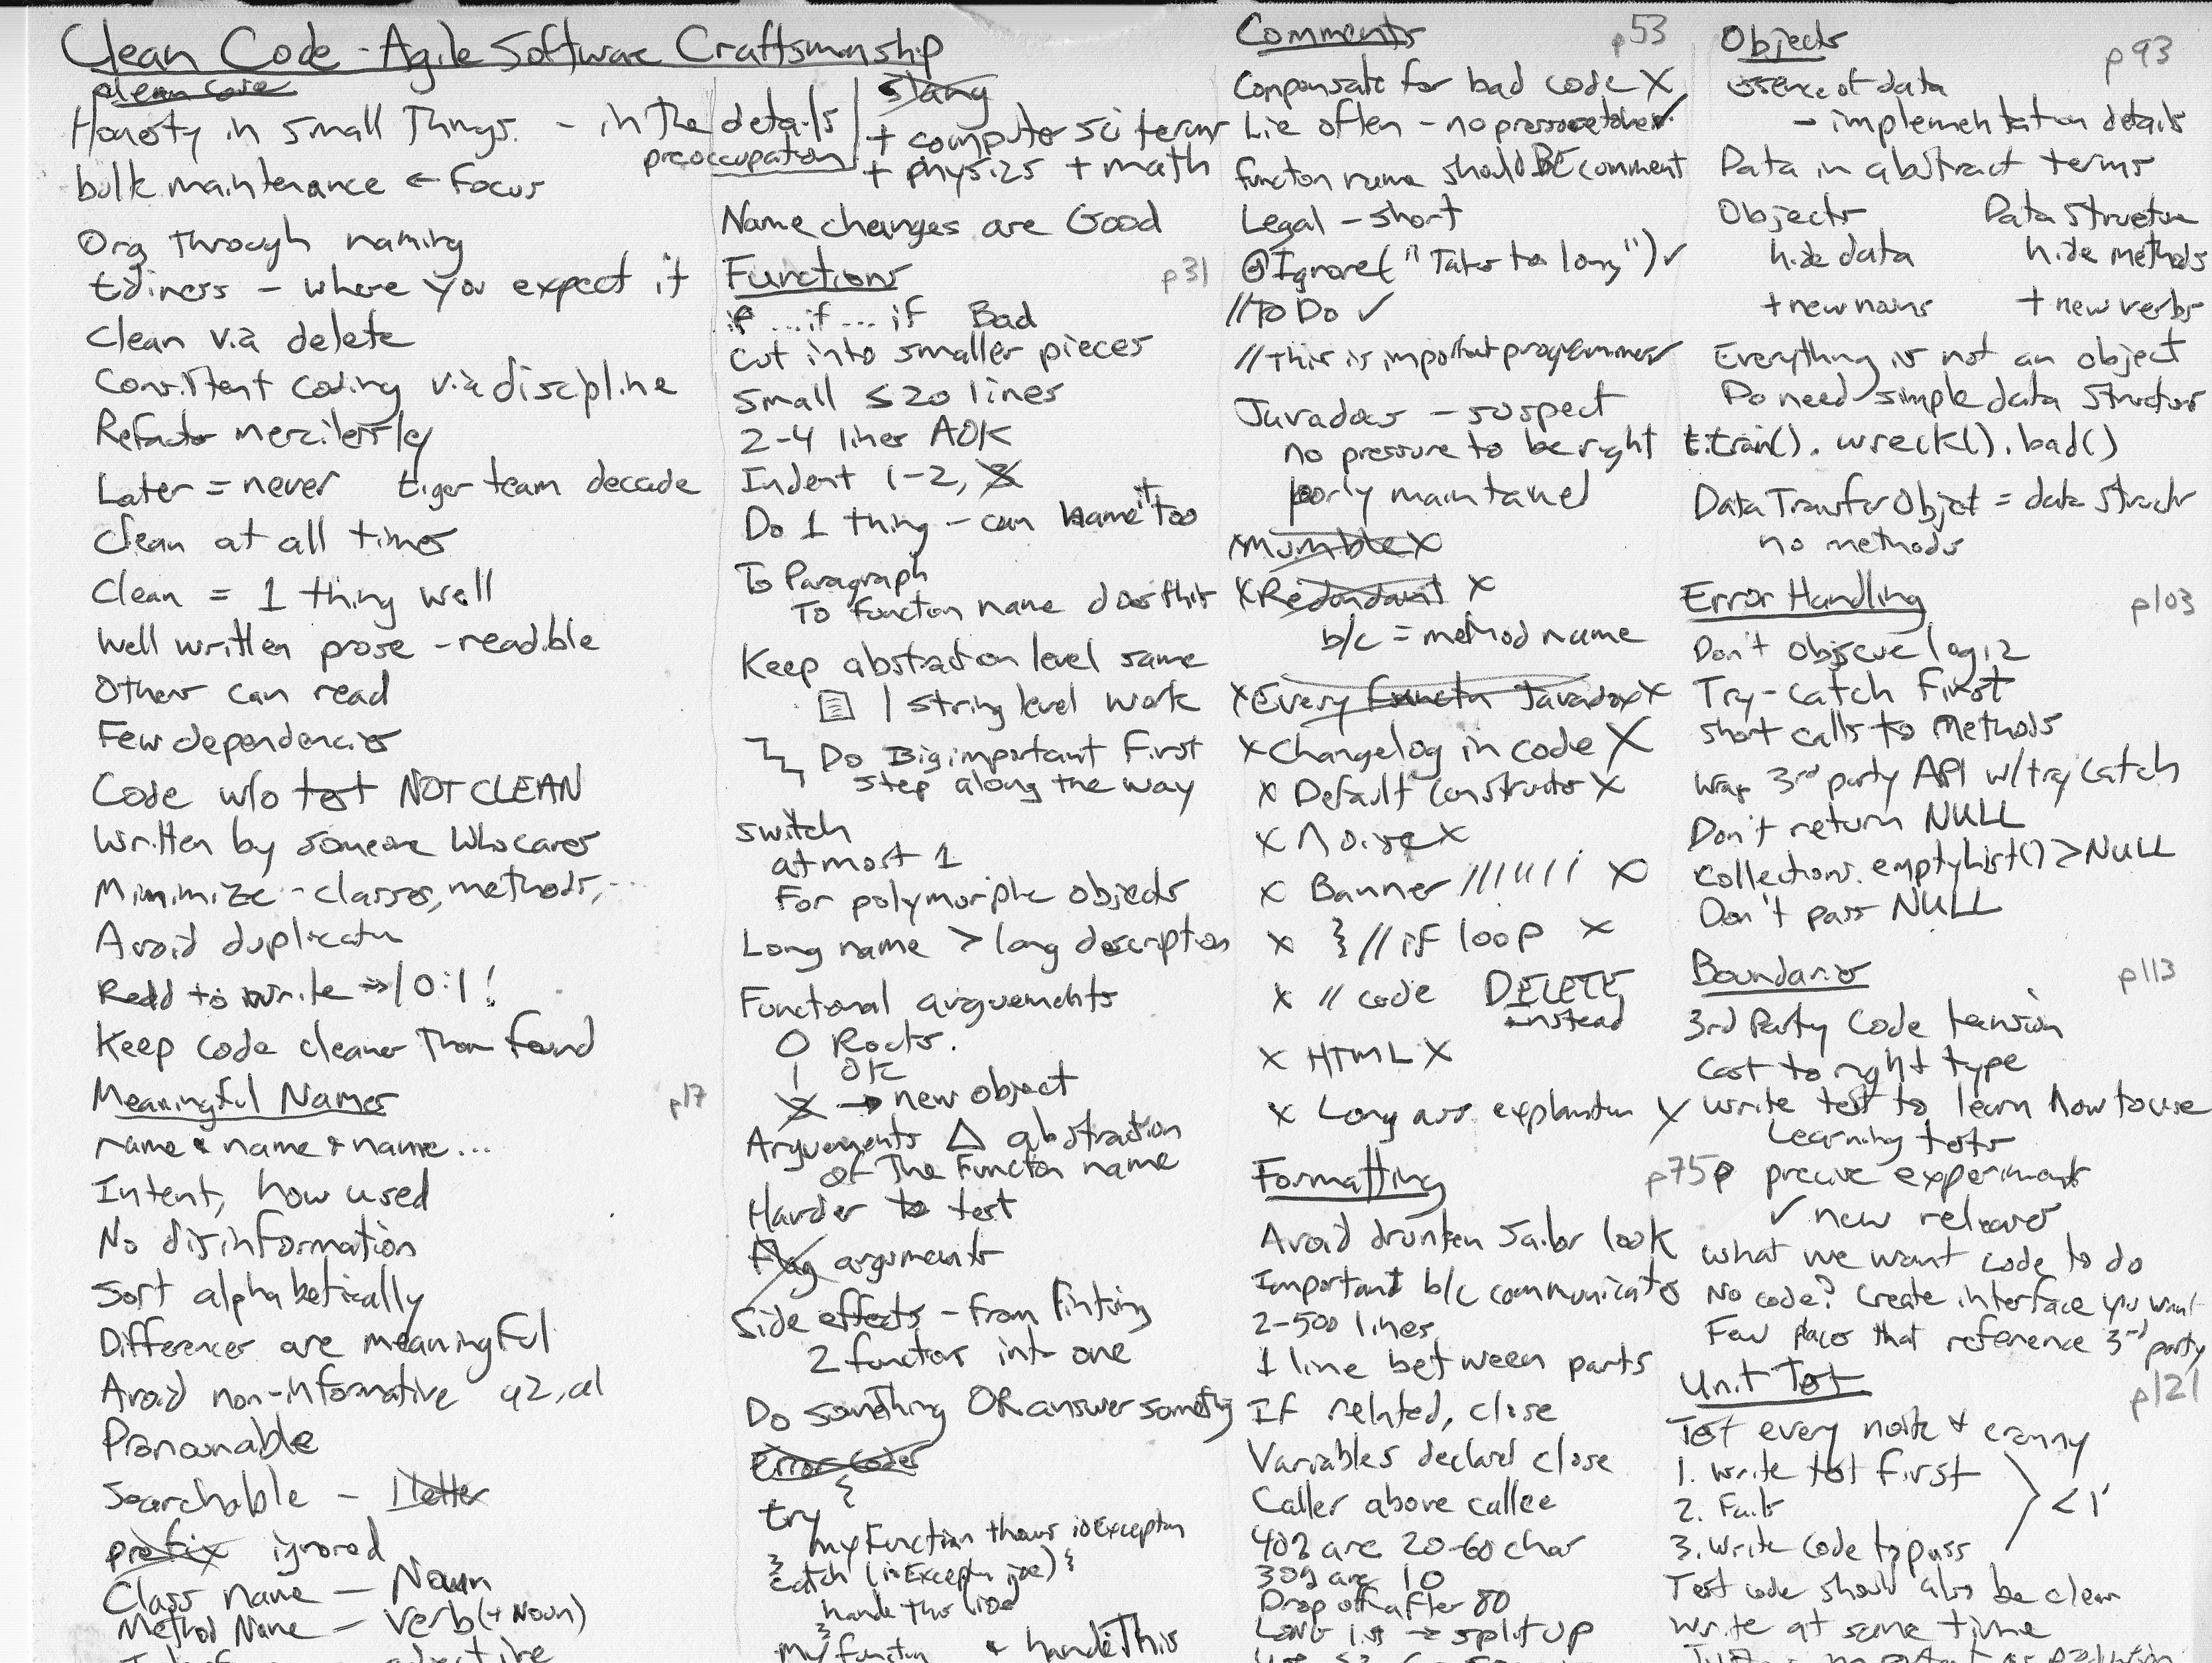 Clean Code - Agile Software Craftsmanship
clean core
Honesty in small things. - in the details
preoccupation
bulk maintenance ← Focus
Org through naming
tidiness - where you expect it
Clean via delete
Consistent coding via discipline
Refactor mercilessly
Later = never tiger team decade
Clean at all times
Clean = 1 thing well
Well written prose - readible
Others can read
Few dependencies
Code w/o test NOT CLEAN
Written by someone who cares
Minimize - classes, methods, ...
Avoid duplication
Read to write → 10:1!
Keep code cleaner than found
Meaningful Names p17
name & name & name...
Intent, how used
No disinformation
Sort alphabetically
Differences are meaningful
Avoid non-informative a2, a1
Pronounable
Searchable - 1 letter
prefix ignored
Class name - Noun
Method Name - verb (+ Noun)
adjective
slang
+ computer sci terms
+ physics + math
Name changes are Good
Functions p31
if ... if ... if Bad
Cut into smaller pieces
Small ≤ 20 lines
2-4 lines AOK
Indent 1-2, 3
Do 1 thing - can name it too
To Paragraph
To function name does this
Keep abstraction level same
1 string level work
Do Big important First
step along the way
switch
at most 1
For polymorphic objects
Long name > long description
Functional arguements
0 Rocks.
1 OK
→ new object
Arguements Δ abstraction
of the Function name
Harder to test
Flag arguments
Side effects - from
2 functions into one
Do something OR answer something
Error codes
try {
my Function throws ioException
} catch (ioException ioe) {
handle this ioe
}
my function & handle This
Comments p53
Compensate for bad code X
Lie often - no pressure
function name should BE comment
Legal - short
@Ignore("Takes too long") ✓
//To Do ✓
//This is important programmer ✓
Javadocs - suspect
no pressure to be right
poorly maintained
X Mumble X
X Redundant X
b/c = method name
X Every Function Javadoc X
X Changelog in code X
X Default constructor X
X Noise X
X Banner //////// X
X } // if loop X
X // code DELETE
instead
X HTML X
X Long ass explanation X
Formatting p75
Avoid drunken sailor look
Important b/c communicates
2-500 lines
1 line between parts
If related, close
Variables declared close
Caller above callee
40% are 20-60 char
30% are 10
Drop off after 80
Long list → split up
Objects p93
essence of data
- implementation details
Data in abstract terms
Objects Data Structure
hide data hide methods
+ new nouns + new verbs
Everything is not an object
Do need simple data structures
t.train().wreck().bad()
Data Transfer Object = data struct
no methods
Error Handling p103
Don't obscure logic
Try-catch First
short calls to Methods
Wrap 3rd party API w/try catch
Don't return NULL
Collections.emptyList() > NULL
Don't pass NULL
Boundaries p113
3rd Party Code tension
Cast to right type
write test to learn how to use
Learning tests
precise experiments
✓ new releases
What we want code to do
No code? Create interface you want
Few places that reference 3rd party
Unit Test p121
Test every nook & cranny
1. Write test first
2. Fails
3. Write code to pass
< 1'
Test code should also be clean
Write at same time